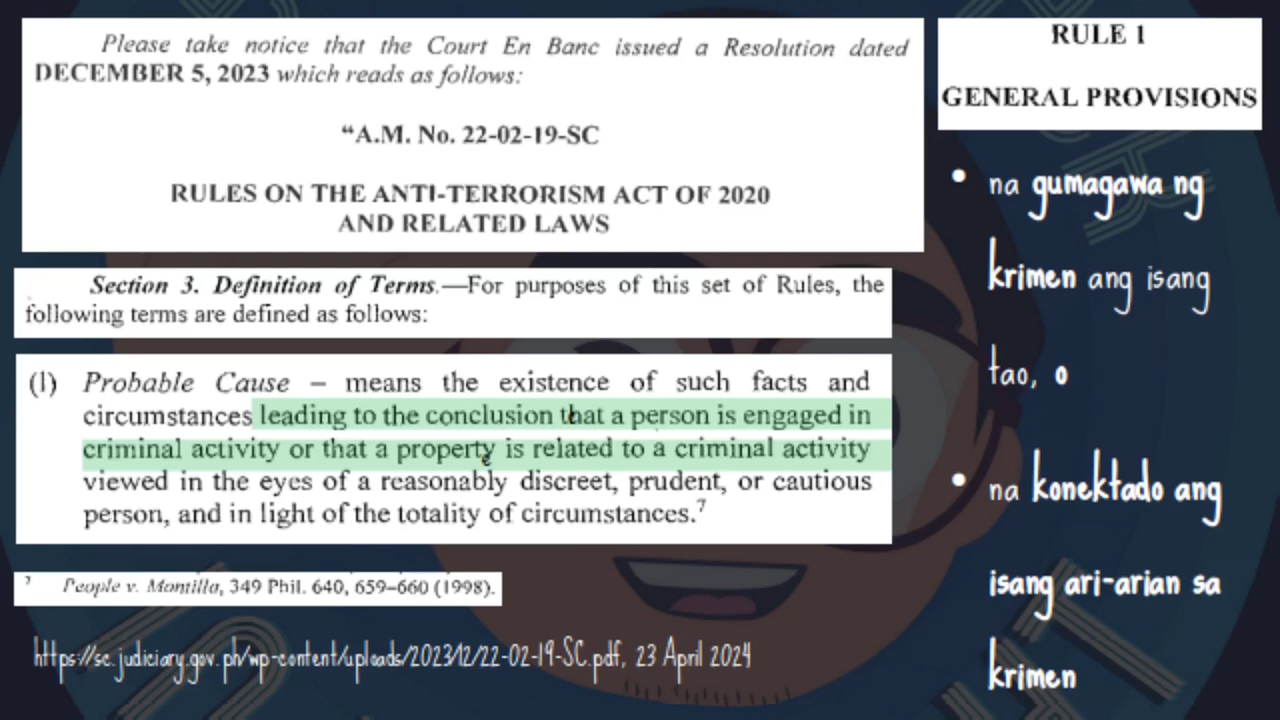 Please take notice that the Court En Banc issued a Resolution dated
DECEMBER 5, 2023 which reads as follows:
“A.M. No. 22-02-19-SC
RULES ON THE ANTI-TERRORISM ACT OF 2020
AND RELATED LAWS
Section 3. Definition of Terms.—For purposes of this set of Rules, the
following terms are defined as follows:
(l) Probable Cause – means the existence of such facts and
circumstances leading to the conclusion that a person is engaged in
criminal activity or that a property is related to a criminal activity
viewed in the eyes of a reasonably discreet, prudent, or cautious
person, and in light of the totality of circumstances.7
7 People v. Montilla, 349 Phil. 640, 659–660 (1998).
https://sc.judiciary.gov.ph/wp-content/uploads/2023/12/22-02-19-SC.pdf, 23 April 2024
RULE 1
GENERAL PROVISIONS
• na gumagawa ng
krimen ang isang
tao, o
• na konektado ang
isang ari-arian sa
krimen